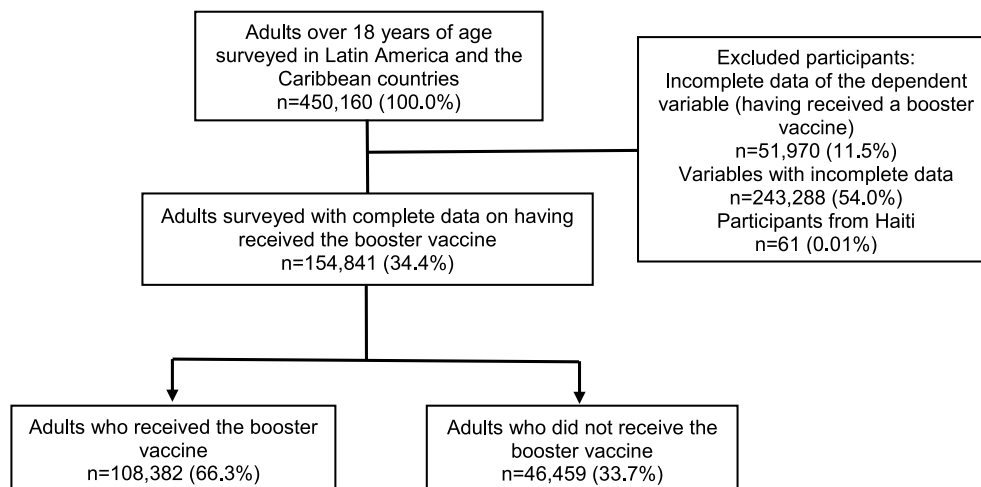 Adults over 18 years of age
surveyed in Latin America and the
Caribbean countries
n=450,160 (100.0%)
Excluded participants:
Incomplete data of the dependent
variable (having received a booster
vaccine)
n=51,970 (11.5%)
Variables with incomplete data
n=243,288 (54.0%)
Participants from Haiti
n=61 (0.01%)
Adults surveyed with complete data on having
received the booster vaccine
n=154,841 (34.4%)
Adults who received the booster
vaccine
n=108,382 (66.3%)
Adults who did not receive the
booster vaccine
n=46,459 (33.7%)